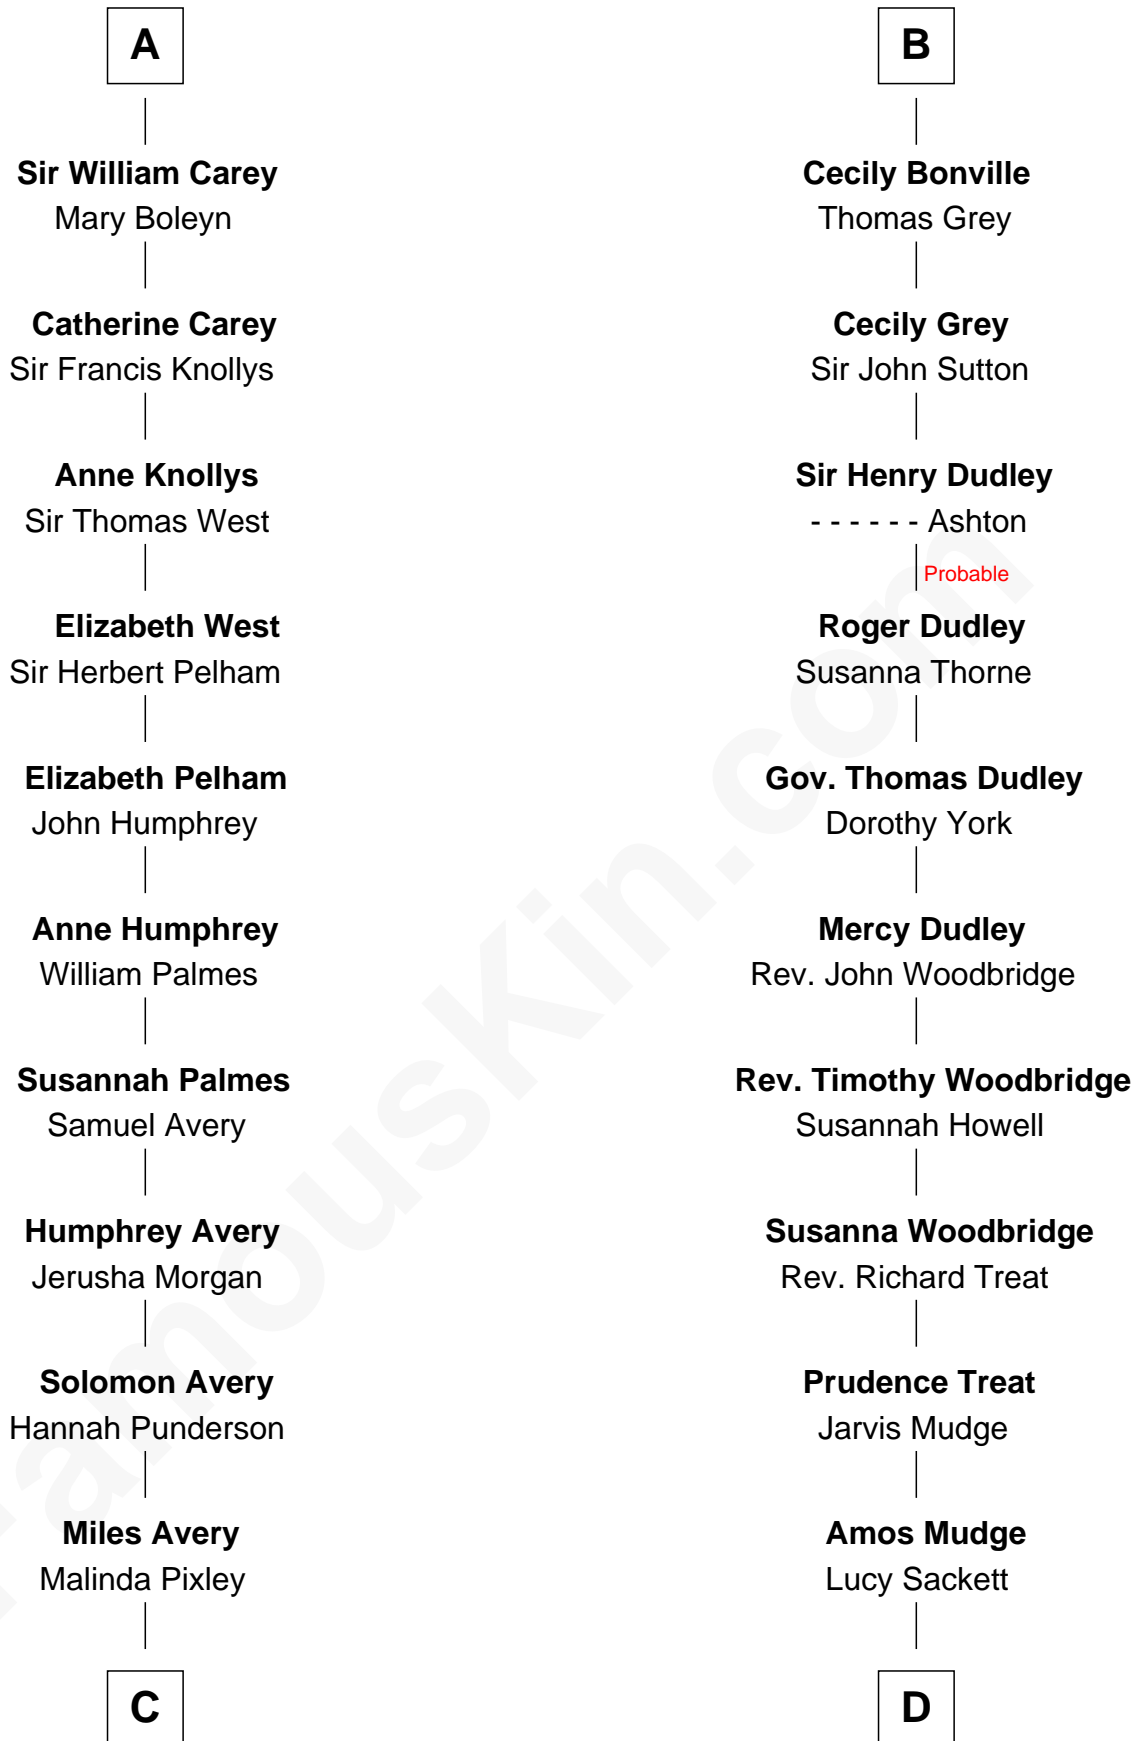 A
Sir William Carey
Mary Boleyn
Catherine Carey
Sir Francis Knollys
Anne Knollys
Sir Thomas West
Elizabeth West
Sir Herbert Pelham
Elizabeth Pelham
John Humphrey
Anne Humphrey
William Palmes
Susannah Palmes
Samuel Avery
Humphrey Avery
Jerusha Morgan
Solomon Avery
Hannah Punderson
Miles Avery
Malinda Pixley
C
B
Cecily Bonville
Thomas Grey
Cecily Grey
Sir John Sutton
Sir Henry Dudley
- - - - - - Ashton
Probable
Roger Dudley
Susanna Thorne
Gov. Thomas Dudley
Dorothy York
Mercy Dudley
Rev. John Woodbridge
Rev. Timothy Woodbridge
Susannah Howell
Susanna Woodbridge
Rev. Richard Treat
Prudence Treat
Jarvis Mudge
Amos Mudge
Lucy Sackett
D
FamousKin.com